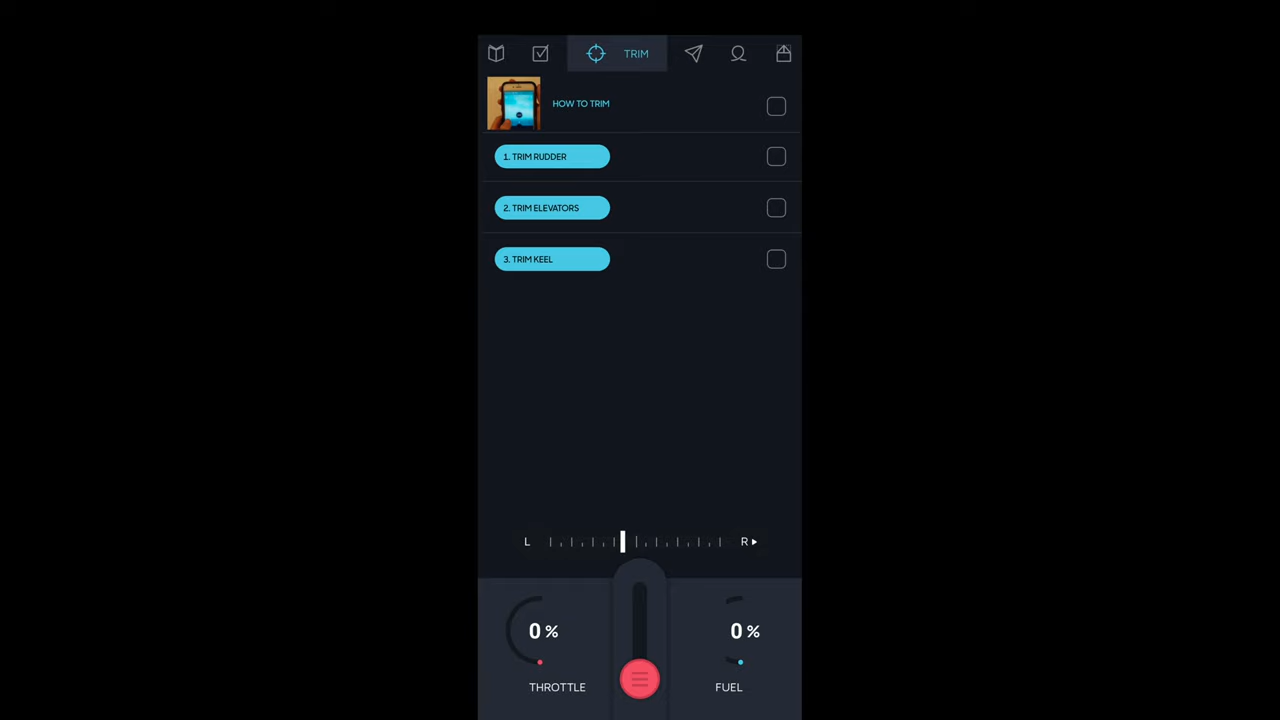 TRIM
HOW TO TRIM
1. TRIM RUDDER
2. TRIM ELEVATORS
3. TRIM KEEL
L R
0 % 0 %
THROTTLE FUEL